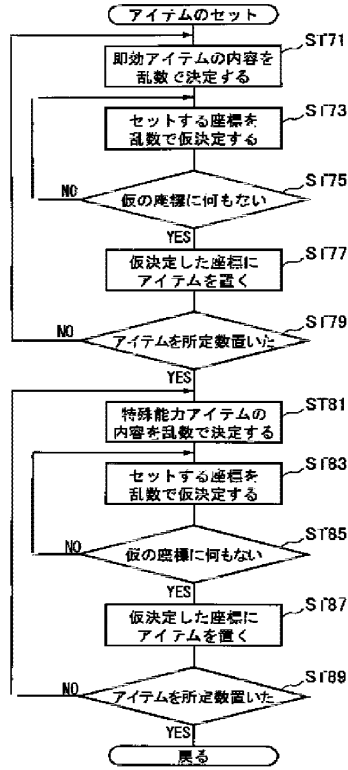 アイテムのセット
ST71
即効アイテムの内容を
乱数で決定する
ST73
セットする座標を
乱数で仮決定する
ST75
仮の座標に何もない
NO
YES
ST77
仮決定した座標に
アイテムを置く
ST79
アイテムを所定数置いた
NO
YES
ST81
特殊能力アイテムの
内容を乱数で決定する
ST83
セットする座標を
乱数で仮決定する
ST85
仮の座標に何もない
NO
YES
ST87
仮決定した座標に
アイテムを置く
ST89
アイテムを所定数置いた
NO
YES
戻る